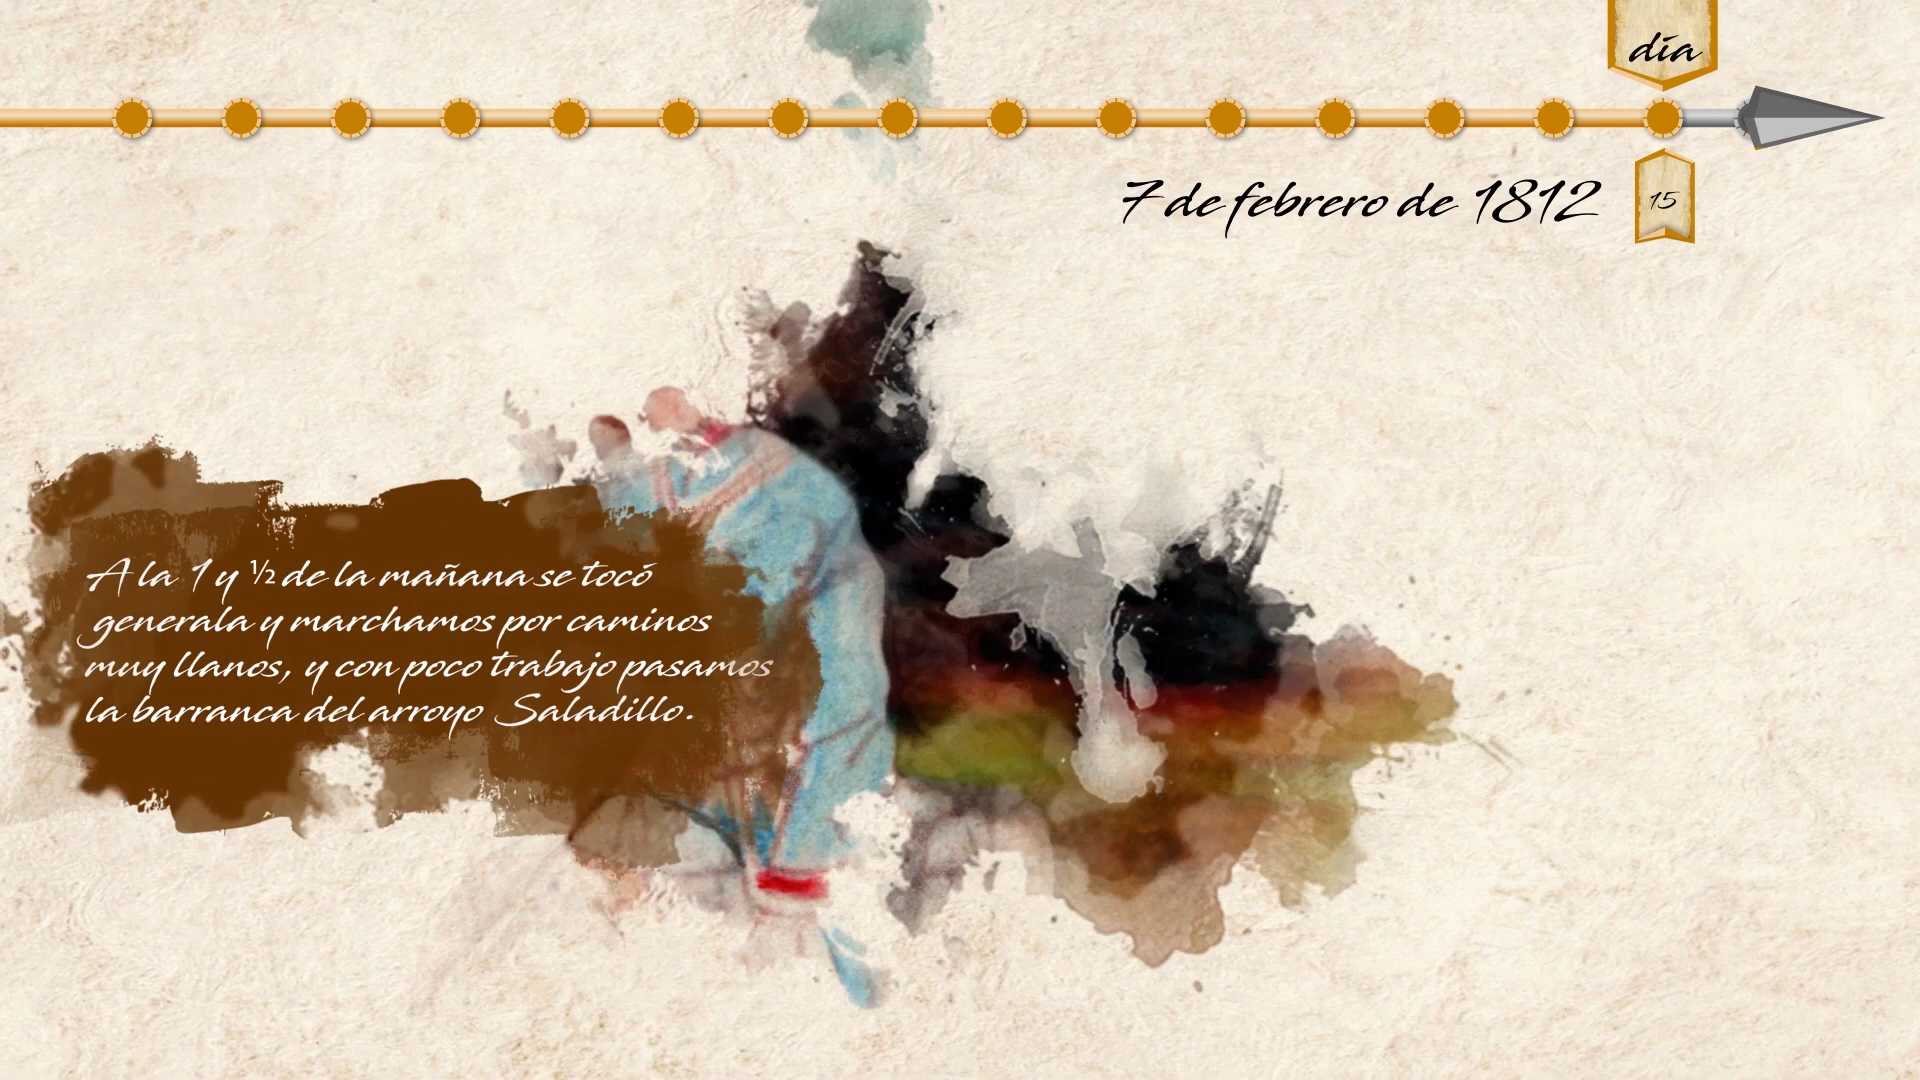 día
7 de febrero de 1812
15
A la 1 y ½ de la mañana se tocó
generala y marchamos por caminos
muy llanos, y con poco trabajo pasamos
la barranca del arroyo Saladillo.